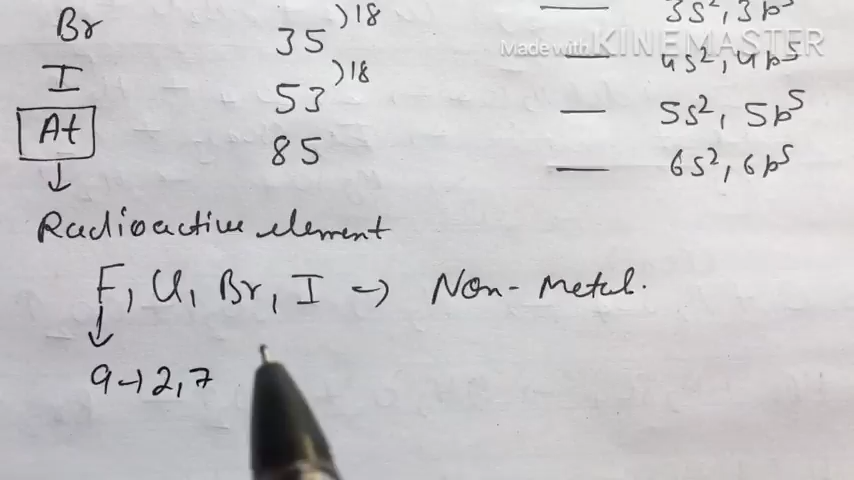 Br 35 )18 — 3s², 3p⁵
I 53 )18 — 4s², 4p⁵
At 85 — 5s², 5p⁵
— 6s², 6p⁵
↓
Radioactive element
F, Cl, Br, I → Non-Metal.
↓
9→2,7
Made with KINEMASTER